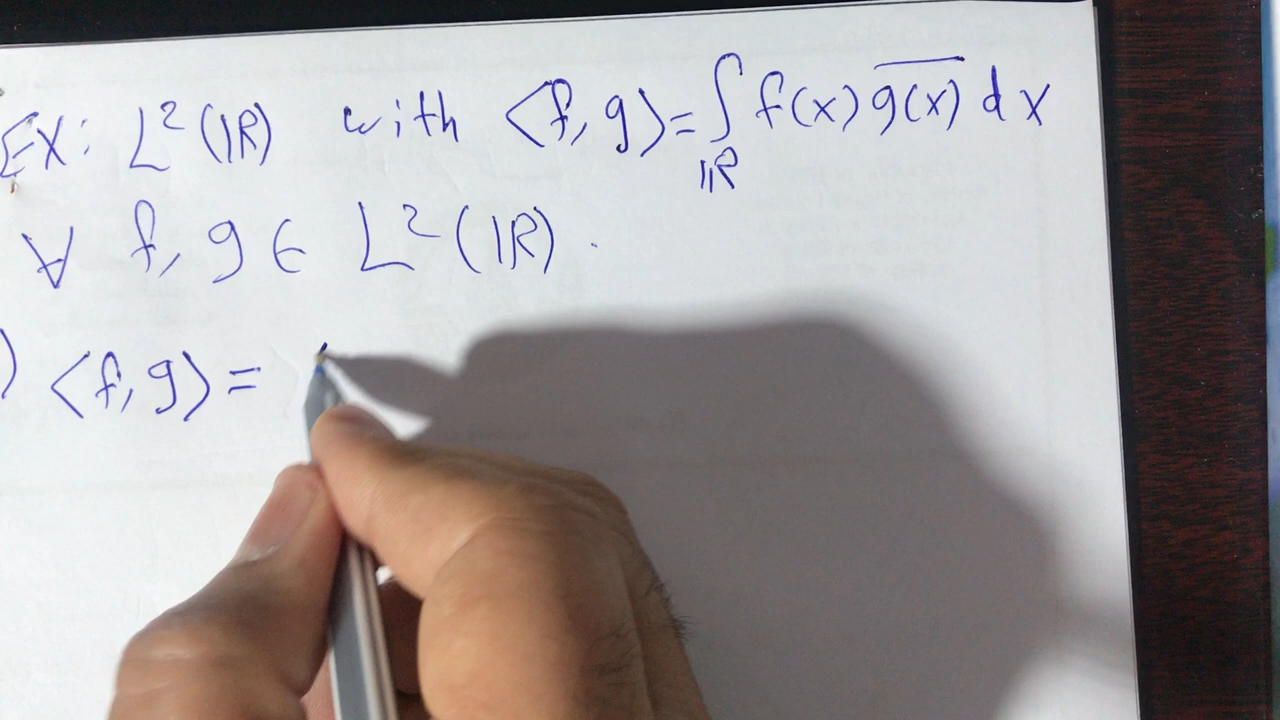 Ex: L²(ℝ) with ⟨f, g⟩ = ∫_ℝ f(x) \overline{g(x)} dx
∀ f, g ∈ L²(ℝ).
) ⟨f, g⟩ =